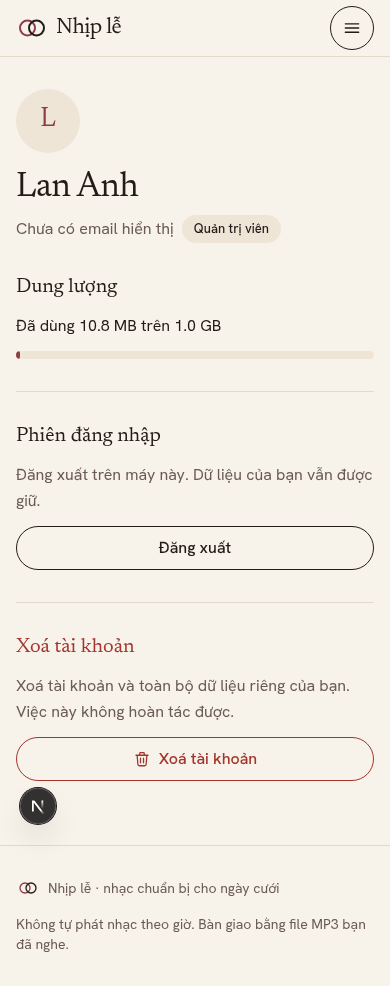 Nhịp lễ
L
Lan Anh
Chưa có email hiển thị Quản trị viên
Dung lượng
Đã dùng 10.8 MB trên 1.0 GB
Phiên đăng nhập
Đăng xuất trên máy này. Dữ liệu của bạn vẫn được
giữ.
Đăng xuất
Xoá tài khoản
Xoá tài khoản và toàn bộ dữ liệu riêng của bạn.
Việc này không hoàn tác được.
Xoá tài khoản
N
Nhịp lễ · nhạc chuẩn bị cho ngày cưới
Không tự phát nhạc theo giờ. Bàn giao bằng file MP3 bạn
đã nghe.